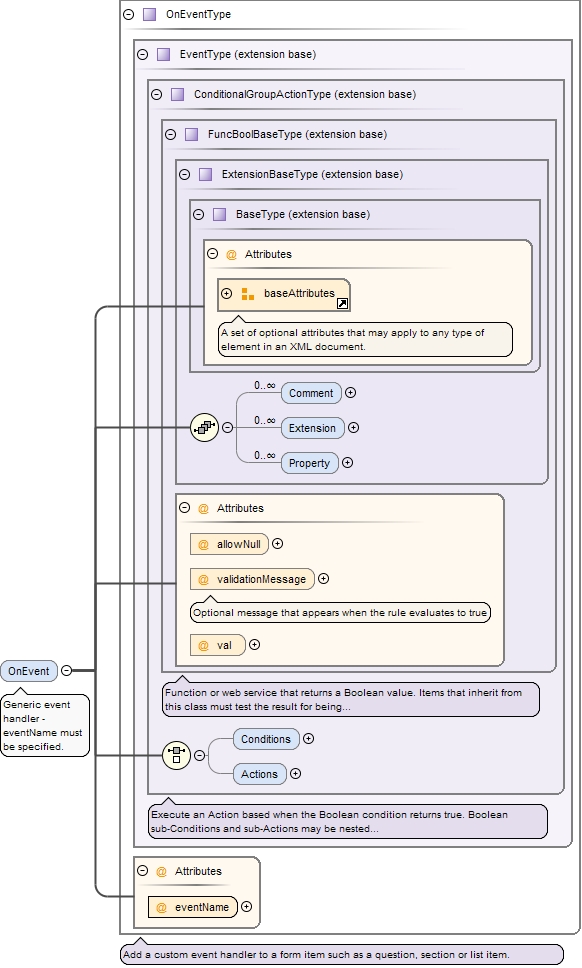 OnEventType
EventType (extension base)
ConditionalGroupActionType (extension base)
FuncBoolBaseType (extension base)
ExtensionBaseType (extension base)
BaseType (extension base)
@ Attributes
baseAttributes
A set of optional attributes that may apply to any type of
element in an XML document.
0..∞
Comment
0..∞
Extension
0..∞
Property
@ Attributes
@ allowNull
@ validationMessage
Optional message that appears when the rule evaluates to true
@ val
OnEvent
Generic event
handler -
eventName must
be specified.
Function or web service that returns a Boolean value. Items that inherit from
this class must test the result for being...
Conditions
Actions
Execute an Action based when the Boolean condition returns true. Boolean
sub-Conditions and sub-Actions may be nested...
@ Attributes
@ eventName
Add a custom event handler to a form item such as a question, section or list item.